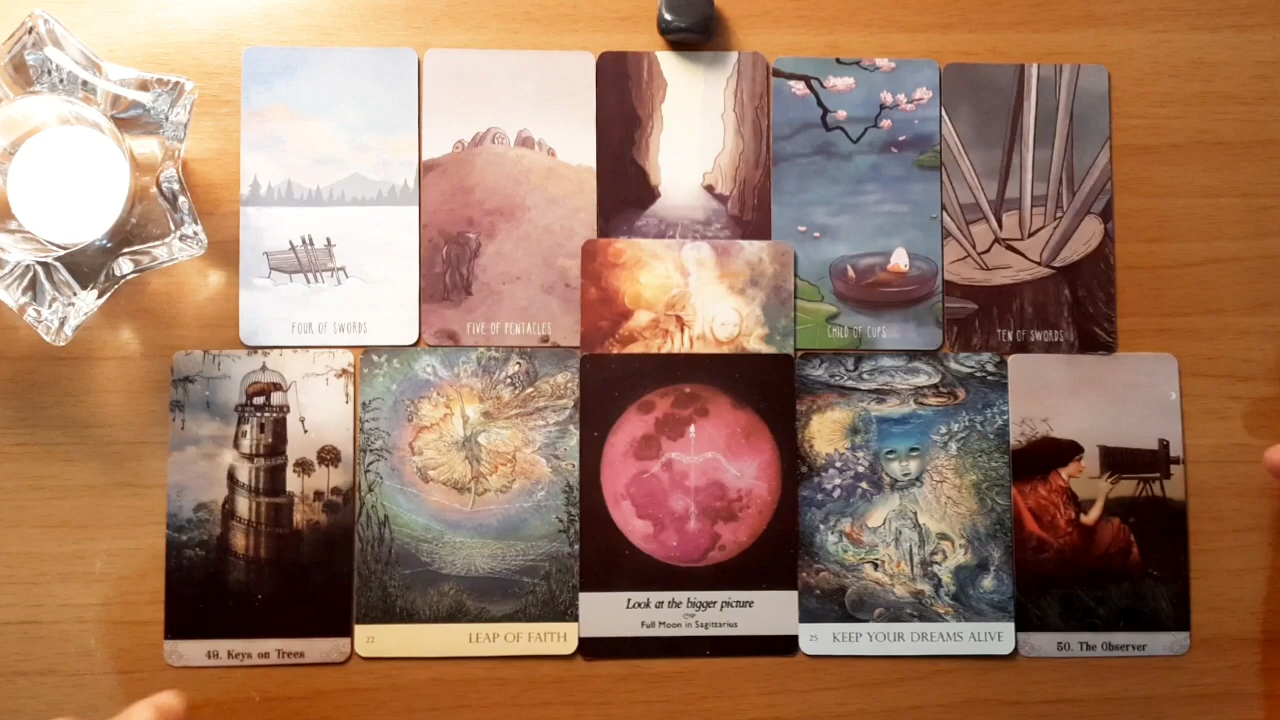 FOUR OF SWORDS
FIVE OF PENTACLES
CHILD OF CUPS
TEN OF SWORDS
49. Keys on Trees
22 LEAP OF FAITH
Look at the bigger picture
Full Moon in Sagittarius
25 KEEP YOUR DREAMS ALIVE
50. The Observer